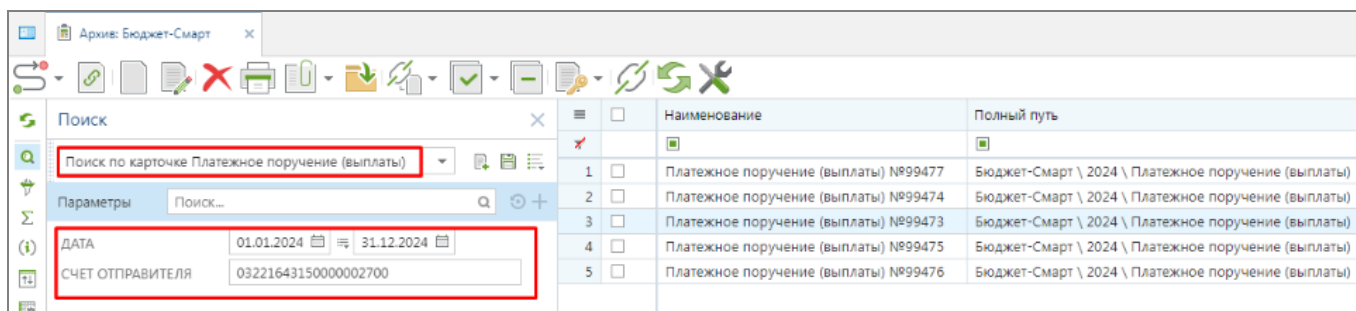 Архив: Бюджет-Смарт
Поиск
Поиск по карточке Платежное поручение (выплаты)
Параметры Поиск...
ДАТА 01.01.2024 31.12.2024
СЧЕТ ОТПРАВИТЕЛЯ 03221643150000002700
Наименование Полный путь
1 Платежное поручение (выплаты) №99477 Бюджет-Смарт \ 2024 \ Платежное поручение (выплаты)
2 Платежное поручение (выплаты) №99474 Бюджет-Смарт \ 2024 \ Платежное поручение (выплаты)
3 Платежное поручение (выплаты) №99473 Бюджет-Смарт \ 2024 \ Платежное поручение (выплаты)
4 Платежное поручение (выплаты) №99475 Бюджет-Смарт \ 2024 \ Платежное поручение (выплаты)
5 Платежное поручение (выплаты) №99476 Бюджет-Смарт \ 2024 \ Платежное поручение (выплаты)